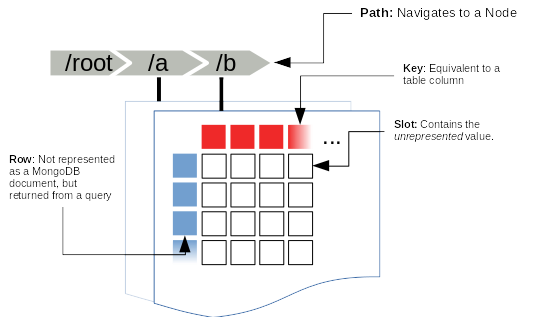 Path: Navigates to a Node
/root /a /b
Key: Equivalent to a
table column
Slot: Contains the
unrepresented value.
...
Row: Not represented
as a MongoDB
document, but
returned from a query